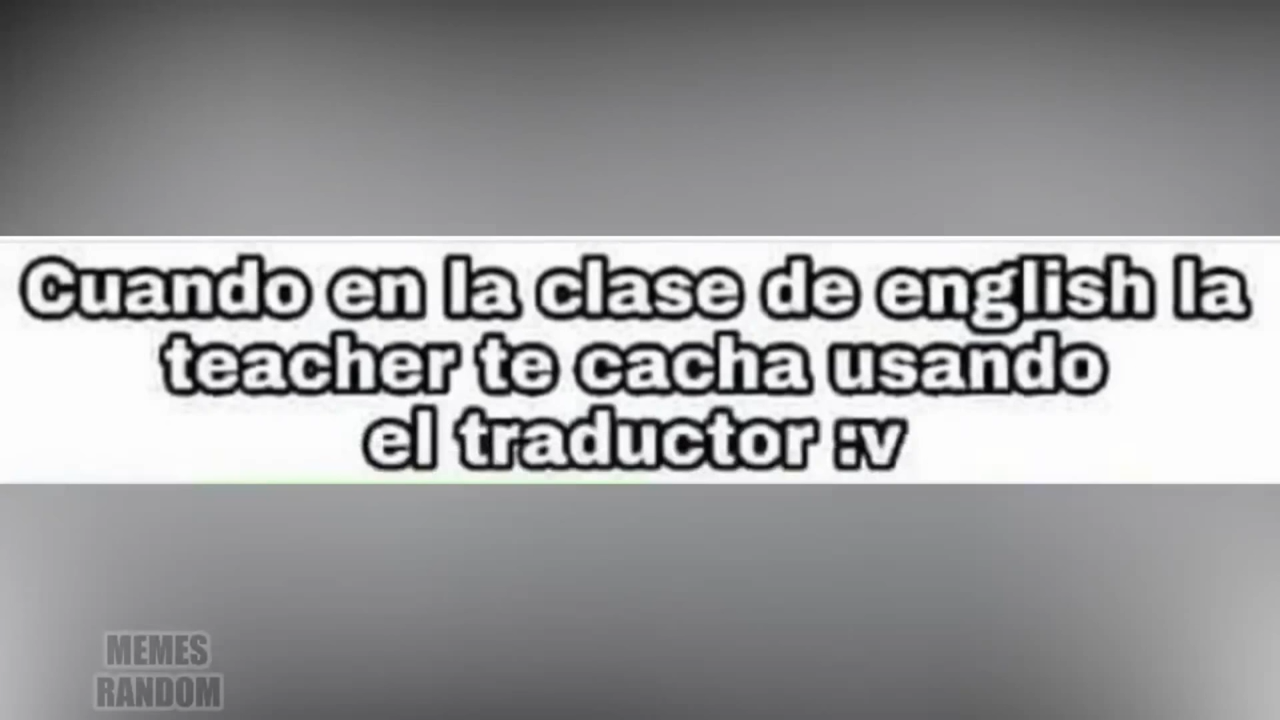 Cuando en la clase de english la
teacher te cacha usando
el traductor :v
MEMES
RANDOM